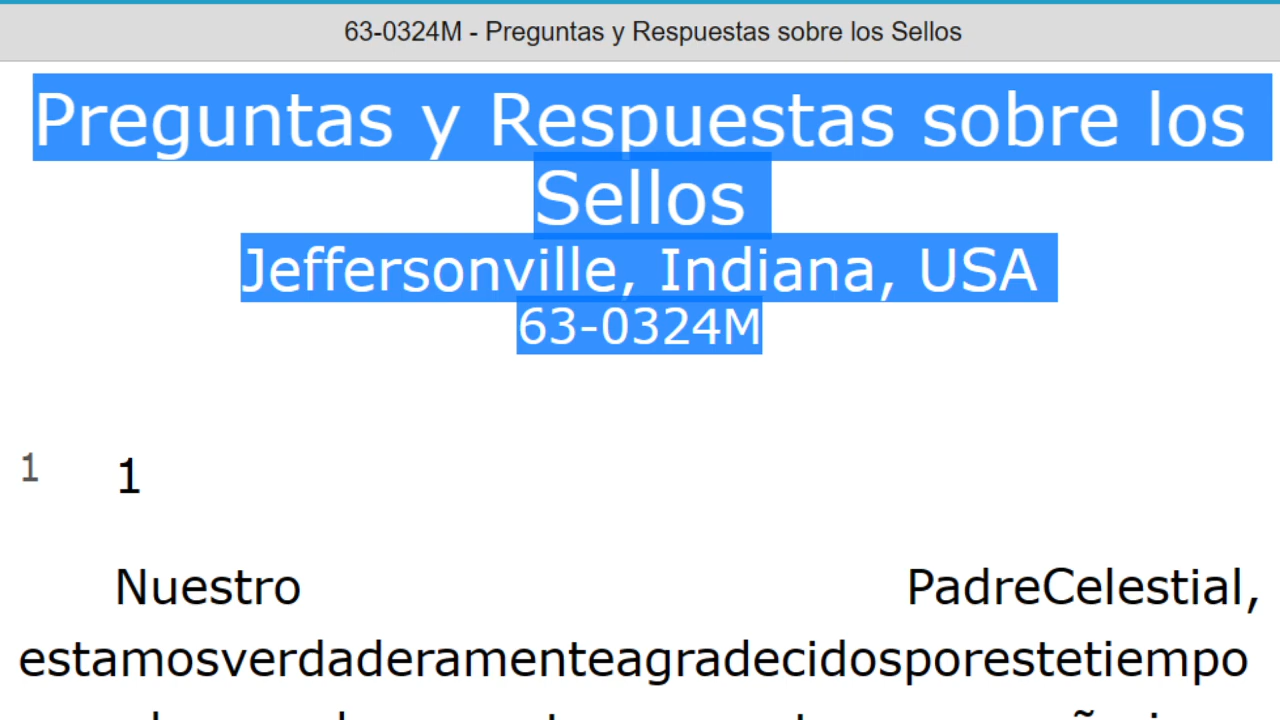 63-0324M - Preguntas y Respuestas sobre los Sellos
Preguntas y Respuestas sobre los
Sellos
Jeffersonville, Indiana, USA
63-0324M
1 1
Nuestro PadreCelestial,
estamosverdaderamenteagradecidosporestetiempo